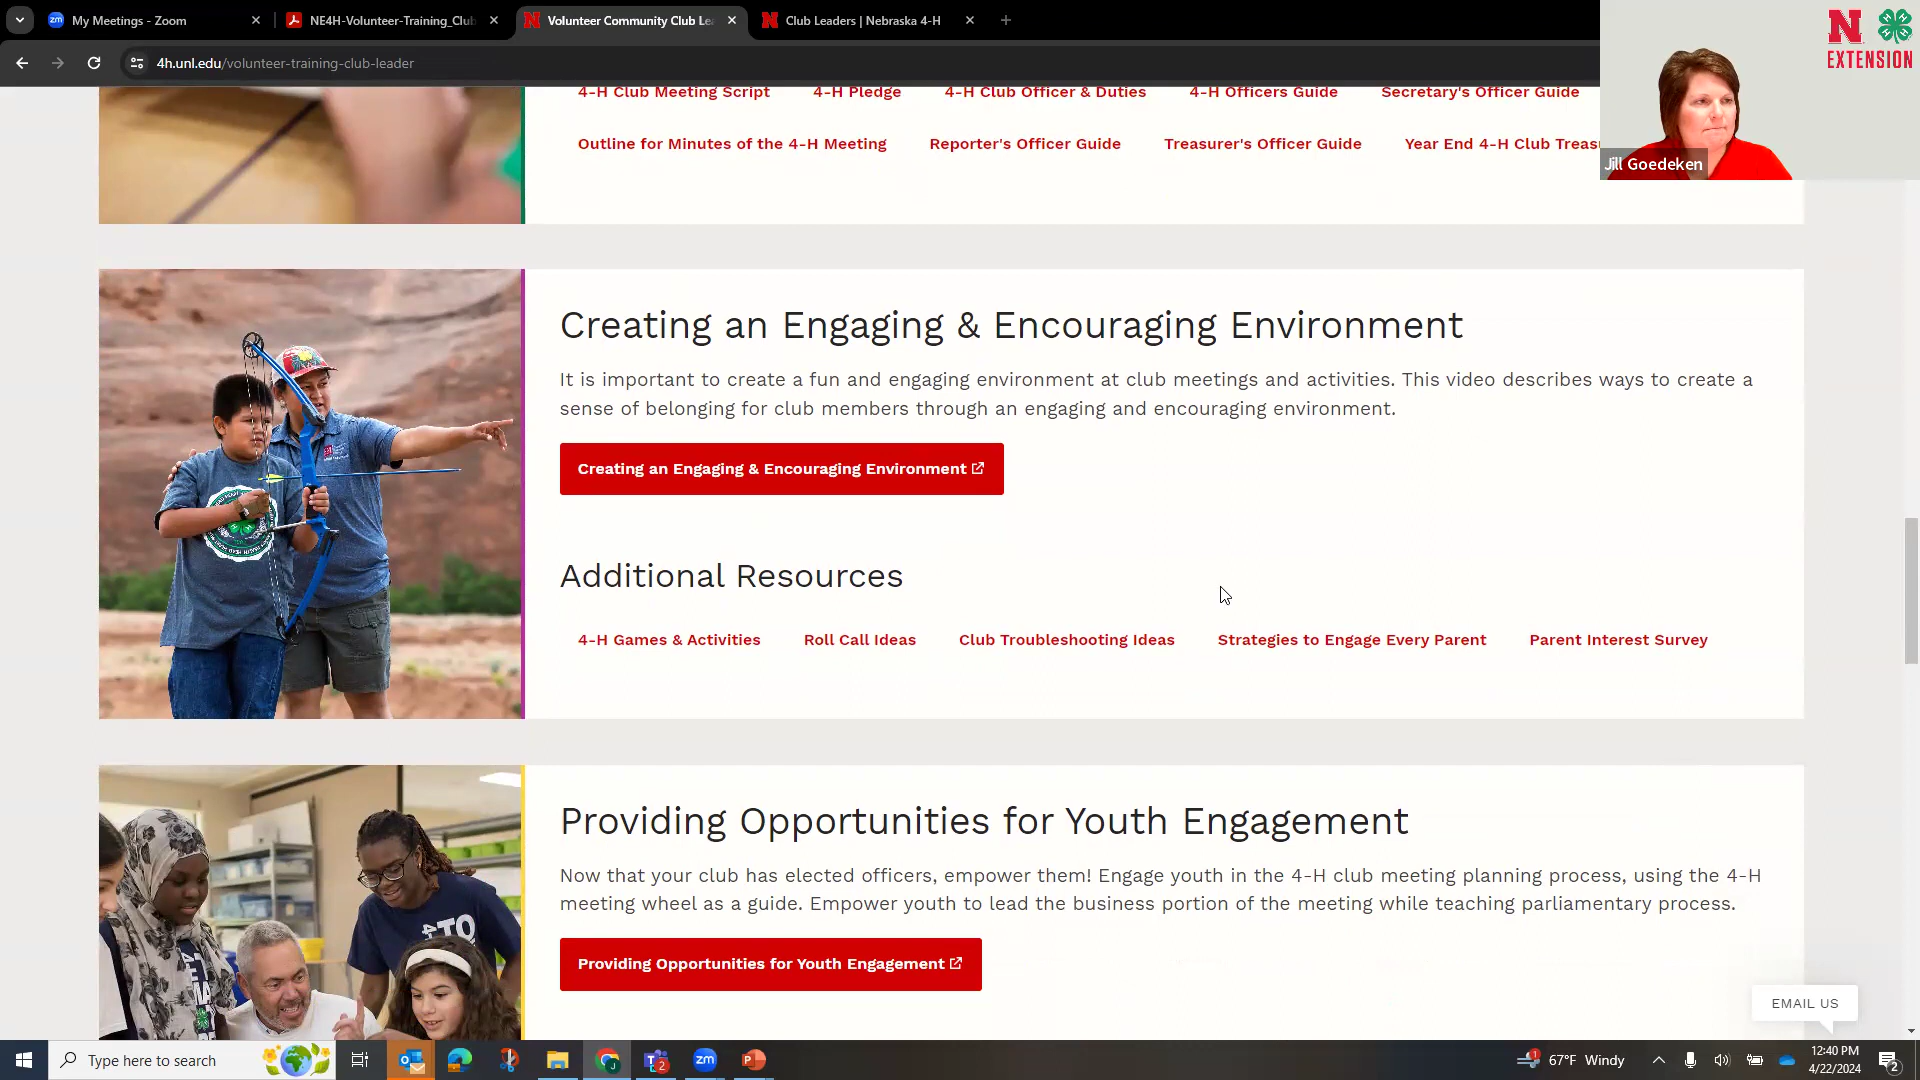 My Meetings - Zoom
NE4H-Volunteer-Training_Club
Volunteer Community Club Lea
Club Leaders | Nebraska 4-H
4h.unl.edu/volunteer-training-club-leader
N
EXTENSION
Jill Goedeken
4-H Club Meeting Script 4-H Pledge 4-H Club Officer & Duties 4-H Officers Guide Secretary's Officer Guide
Outline for Minutes of the 4-H Meeting Reporter's Officer Guide Treasurer's Officer Guide Year End 4-H Club Treas
Creating an Engaging & Encouraging Environment
It is important to create a fun and engaging environment at club meetings and activities. This video describes ways to create a
sense of belonging for club members through an engaging and encouraging environment.
Creating an Engaging & Encouraging Environment
Additional Resources
4-H Games & Activities Roll Call Ideas Club Troubleshooting Ideas Strategies to Engage Every Parent Parent Interest Survey
Providing Opportunities for Youth Engagement
Now that your club has elected officers, empower them! Engage youth in the 4-H club meeting planning process, using the 4-H
meeting wheel as a guide. Empower youth to lead the business portion of the meeting while teaching parliamentary process.
Providing Opportunities for Youth Engagement
EMAIL US
Type here to search
67°F Windy
12:40 PM
4/22/2024